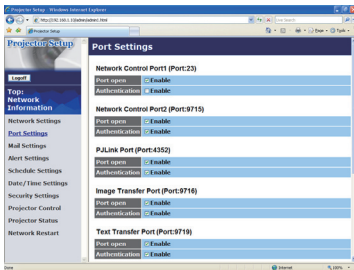 Projector Setup - Windows Internet Explorer
Projector Setup
Page
Tools
Projector Setup
Logoff
Top:
Network
Information
Network Settings
Port Settings
Mail Settings
Alert Settings
Schedule Settings
Date/Time Settings
Security Settings
Projector Control
Projector Status
Network Restart
Port Settings
Network Control Port1 (Port:23)
Port open Enable
Authentication Enable
Network Control Port2 (Port:9715)
Port open Enable
Authentication Enable
PJLink Port (Port:4352)
Port open Enable
Authentication Enable
Image Transfer Port (Port:9716)
Port open Enable
Authentication Enable
Text Transfer Port (Port:9719)
Port open Enable
Authentication Enable
Done
Internet
100%